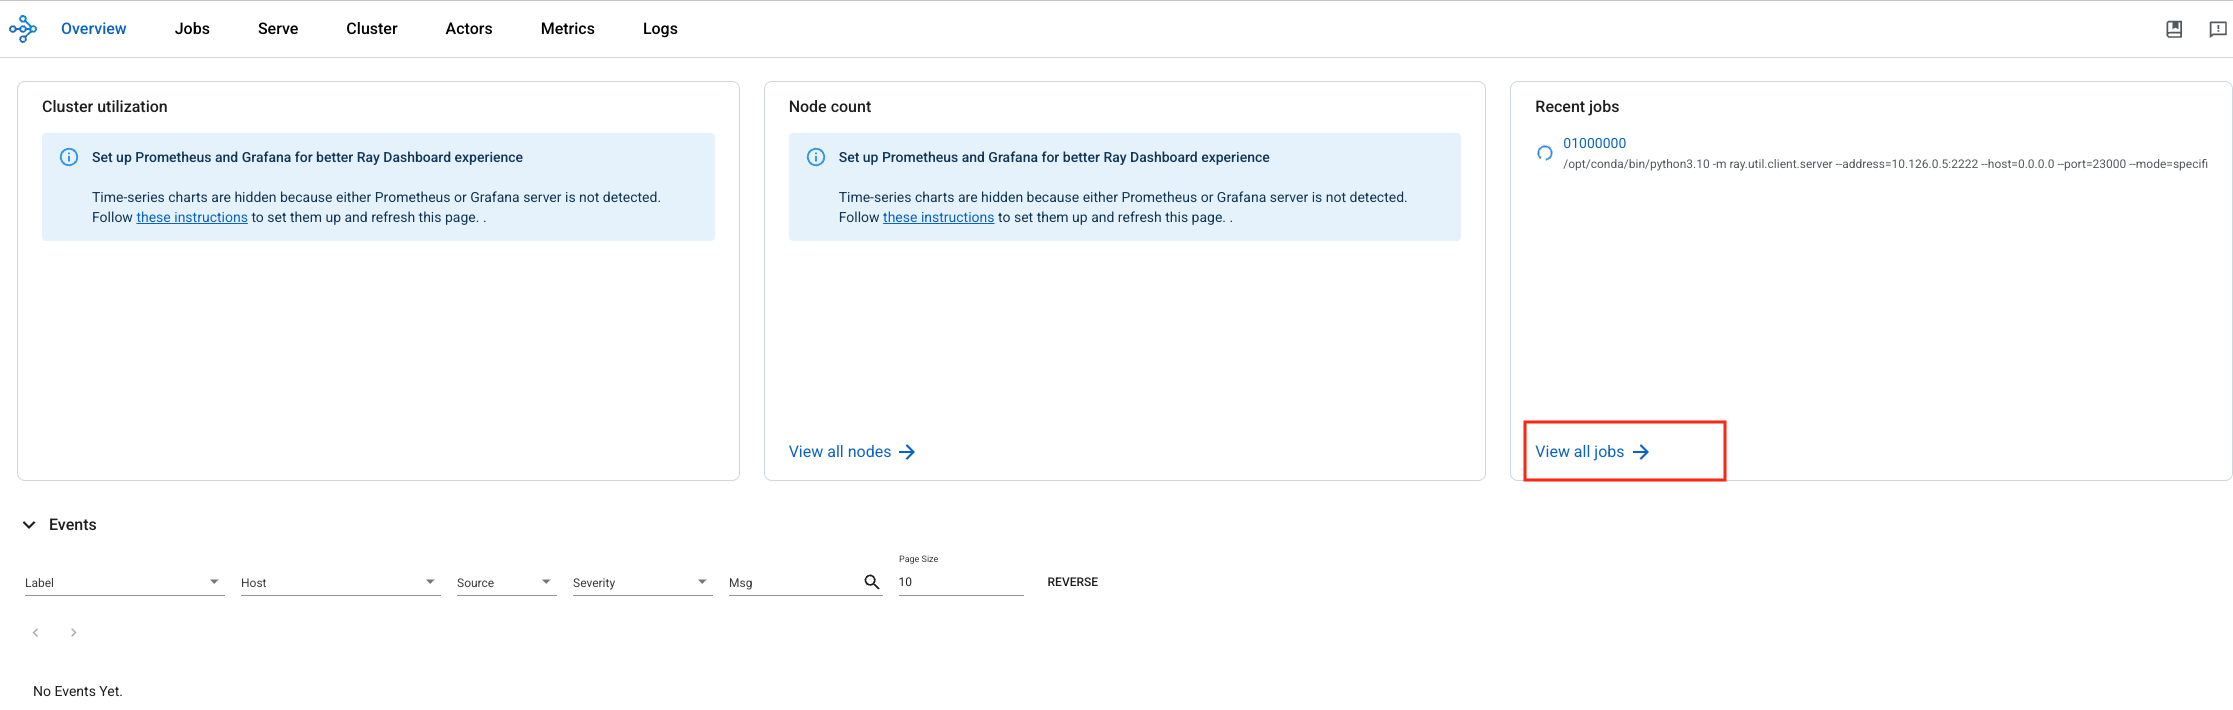 Overview Jobs Serve Cluster Actors Metrics Logs
Cluster utilization
Set up Prometheus and Grafana for better Ray Dashboard experience
Time-series charts are hidden because either Prometheus or Grafana server is not detected.
Follow these instructions to set them up and refresh this page. .
Node count
Set up Prometheus and Grafana for better Ray Dashboard experience
Time-series charts are hidden because either Prometheus or Grafana server is not detected.
Follow these instructions to set them up and refresh this page. .
View all nodes
Recent jobs
01000000
/opt/conda/bin/python3.10 -m ray.util.client.server --address=10.126.0.5:2222 --host=0.0.0.0 --port=23000 --mode=specifi
View all jobs
Events
Page Size
Label Host Source Severity Msg 10 REVERSE
No Events Yet.